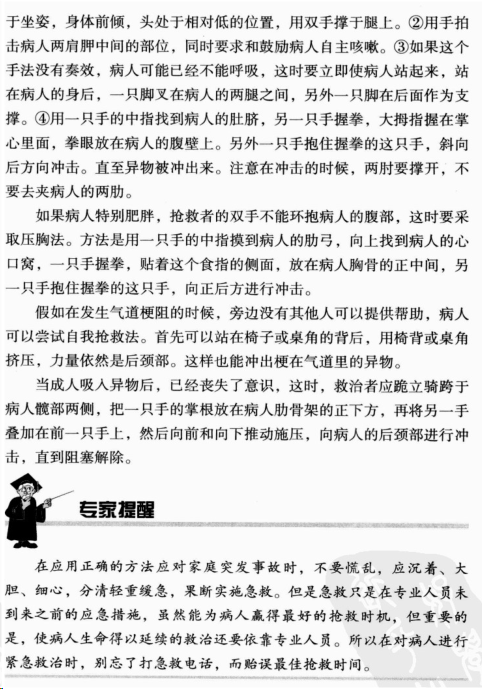 于坐姿，身体前倾，头处于相对低的位置，用双手撑于腿上。②用手拍
击病人两肩胛中间的部位，同时要求和鼓励病人自主咳嗽。③如果这个
手法没有奏效，病人可能已经不能呼吸，这时要立即使病人站起来，站
在病人的身后，一只脚叉在病人的两腿之间，另外一只脚在后面作为支
撑。④用一只手的中指找到病人的肚脐，另一只手握拳，大拇指握在掌
心里面，拳眼放在病人的腹壁上。另外一只手抱住握拳的这只手，斜向
后方向冲击。直至异物被冲出来。注意在冲击的时候，两肘要撑开，不
要去夹病人的两肋。
如果病人特别肥胖，抢救者的双手不能环抱病人的腹部，这时要采
取压胸法。方法是用一只手的中指摸到病人的肋弓，向上找到病人的心
口窝，一只手握拳，贴着这个食指的侧面，放在病人胸骨的正中间，另
一只手抱住握拳的这只手，向正后方进行冲击。
假如在发生气道梗阻的时候，旁边没有其他人可以提供帮助，病人
可以尝试自我抢救法。首先可以站在椅子或桌角的背后，用椅背或桌角
挤压，力量依然是后颈部。这样也能冲出梗在气道里的异物。
当成人吸入异物后，已经丧失了意识，这时，救治者应跪立骑跨于
病人髋部两侧，把一只手的掌根放在病人肋骨架的正下方，再将另一手
叠加在前一只手上，然后向前和向下推动施压，向病人的后颈部进行冲
击，直到阻塞解除。
专家提醒
在应用正确的方法应对家庭突发事故时，不要慌乱，应沉着、大
胆、细心，分清轻重缓急，果断实施急救。但是急救只是在专业人员未
到来之前的应急措施，虽然能为病人赢得最好的抢救时机，但重要的
是，使病人生命得以延续的救治还要依靠专业人员。所以在对病人进行
紧急救治时，别忘了打急救电话，而贻误最佳抢救时间。